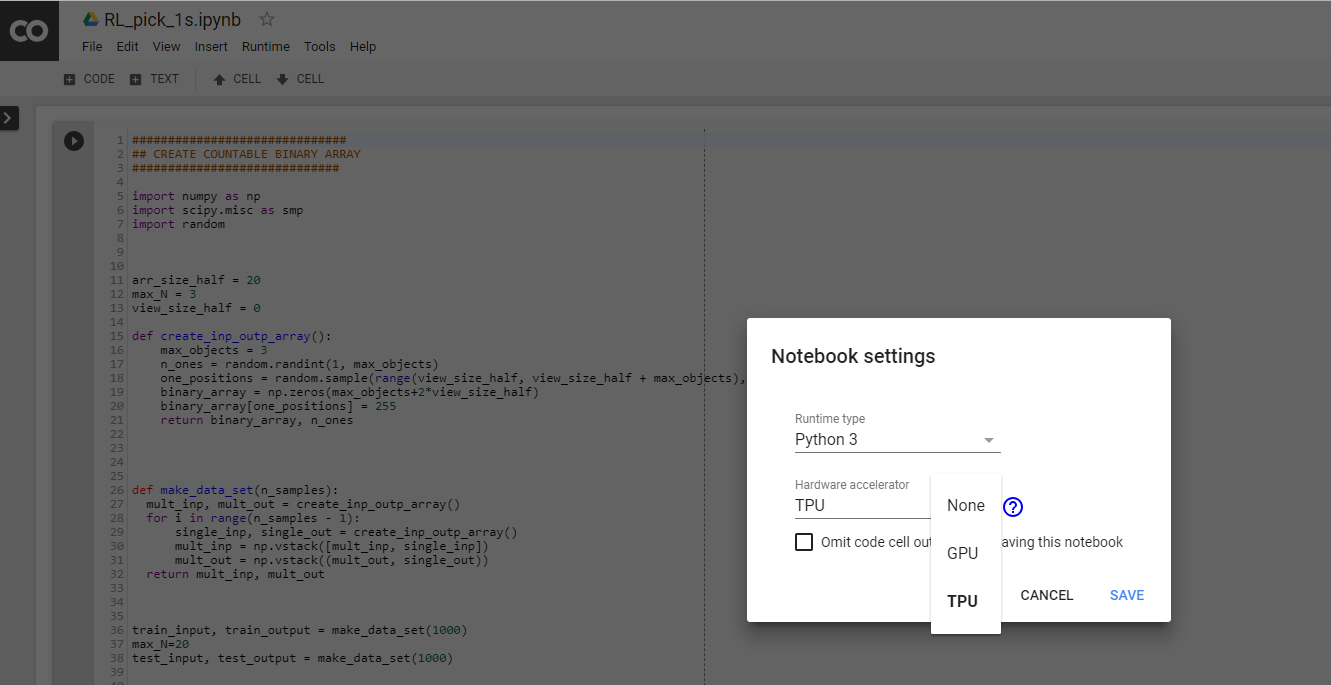 CO
RL_pick_1s.ipynb
File Edit View Insert Runtime Tools Help
CODE TEXT CELL CELL
1 ##############################
2 ## CREATE COUNTABLE BINARY ARRAY
3 #############################
4
5 import numpy as np
6 import scipy.misc as smp
7 import random
8
9
10
11 arr_size_half = 20
12 max_N = 3
13 view_size_half = 0
14
15 def create_inp_outp_array():
16     max_objects = 3
17     n_ones = random.randint(1, max_objects)
18     one_positions = random.sample(range(view_size_half, view_size_half + max_objects),
19     binary_array = np.zeros(max_objects+2*view_size_half)
20     binary_array[one_positions] = 255
21     return binary_array, n_ones
22
23
24
25
26 def make_data_set(n_samples):
27   mult_inp, mult_out = create_inp_outp_array()
28   for i in range(n_samples - 1):
29       single_inp, single_out = create_inp_outp_array()
30       mult_inp = np.vstack([mult_inp, single_inp])
31       mult_out = np.vstack((mult_out, single_out))
32   return mult_inp, mult_out
33
34
35
36 train_input, train_output = make_data_set(1000)
37 max_N=20
38 test_input, test_output = make_data_set(1000)
39
Notebook settings
Runtime type
Python 3
Hardware accelerator
TPU
None
?
GPU
TPU
Omit code cell out aving this notebook
CANCEL SAVE